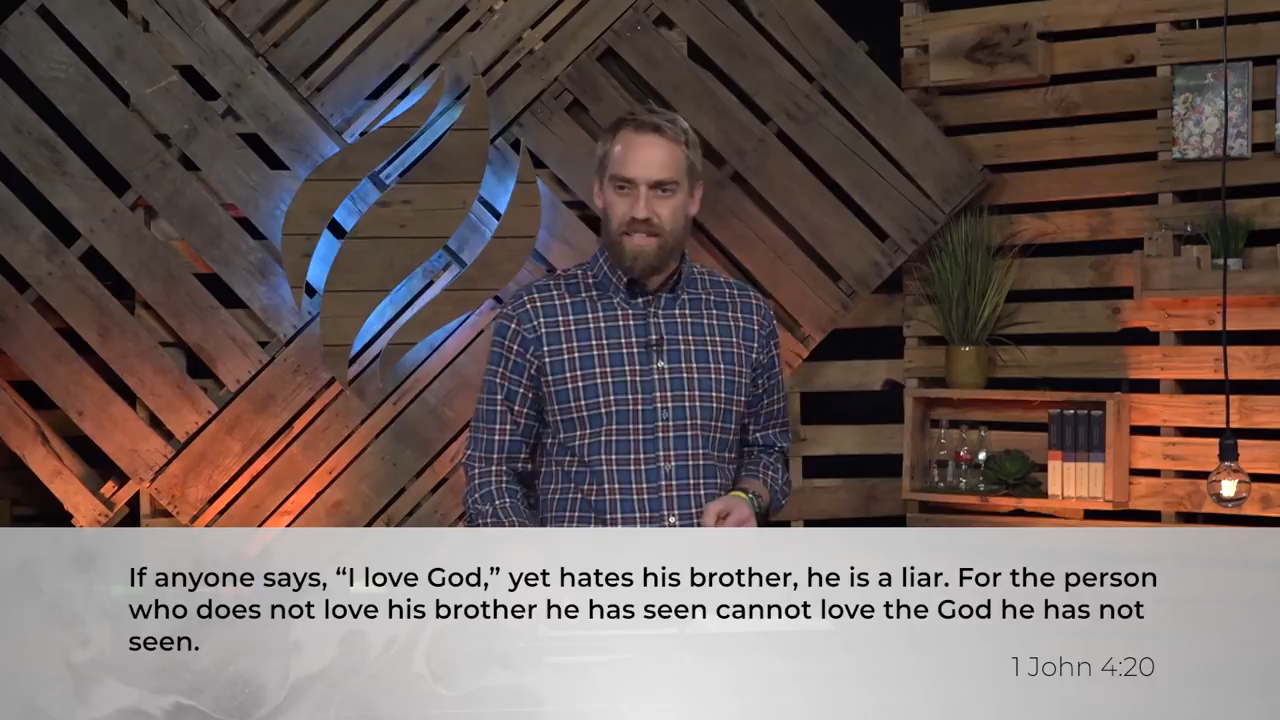 If anyone says, “I love God,” yet hates his brother, he is a liar. For the person
who does not love his brother he has seen cannot love the God he has not
seen.
1 John 4:20